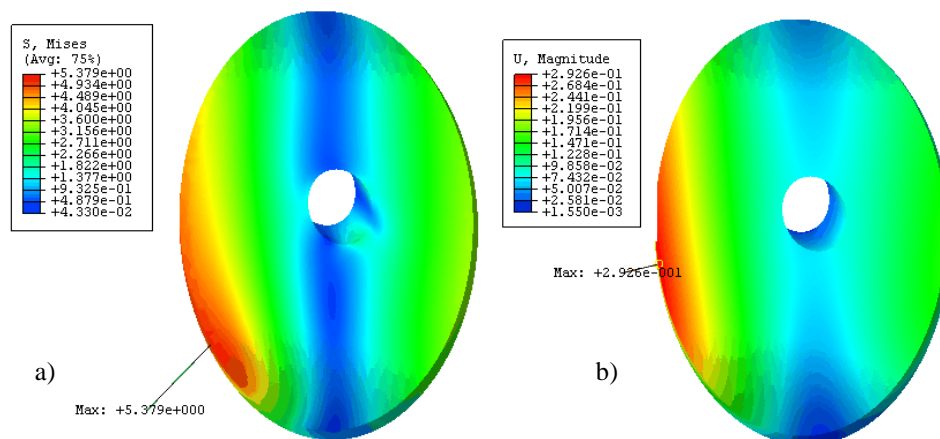 S, Mises
(Avg: 75%)
+5.379e+00
+4.934e+00
+4.489e+00
+4.045e+00
+3.600e+00
+3.156e+00
+2.711e+00
+2.266e+00
+1.822e+00
+1.377e+00
+9.325e-01
+4.879e-01
+4.330e-02
a)
Max: +5.379e+000
U, Magnitude
+2.926e-01
+2.684e-01
+2.441e-01
+2.199e-01
+1.956e-01
+1.714e-01
+1.471e-01
+1.228e-01
+9.858e-02
+7.432e-02
+5.007e-02
+2.581e-02
+1.550e-03
Max: +2.926e-001
b)